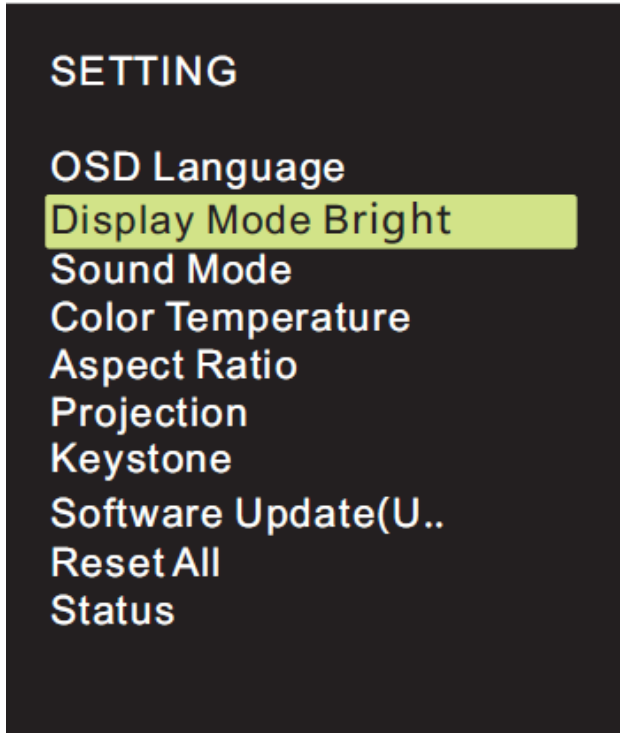 SETTING
OSD Language
Display Mode Bright
Sound Mode
Color Temperature
Aspect Ratio
Projection
Keystone
Software Update(U..
Reset All
Status